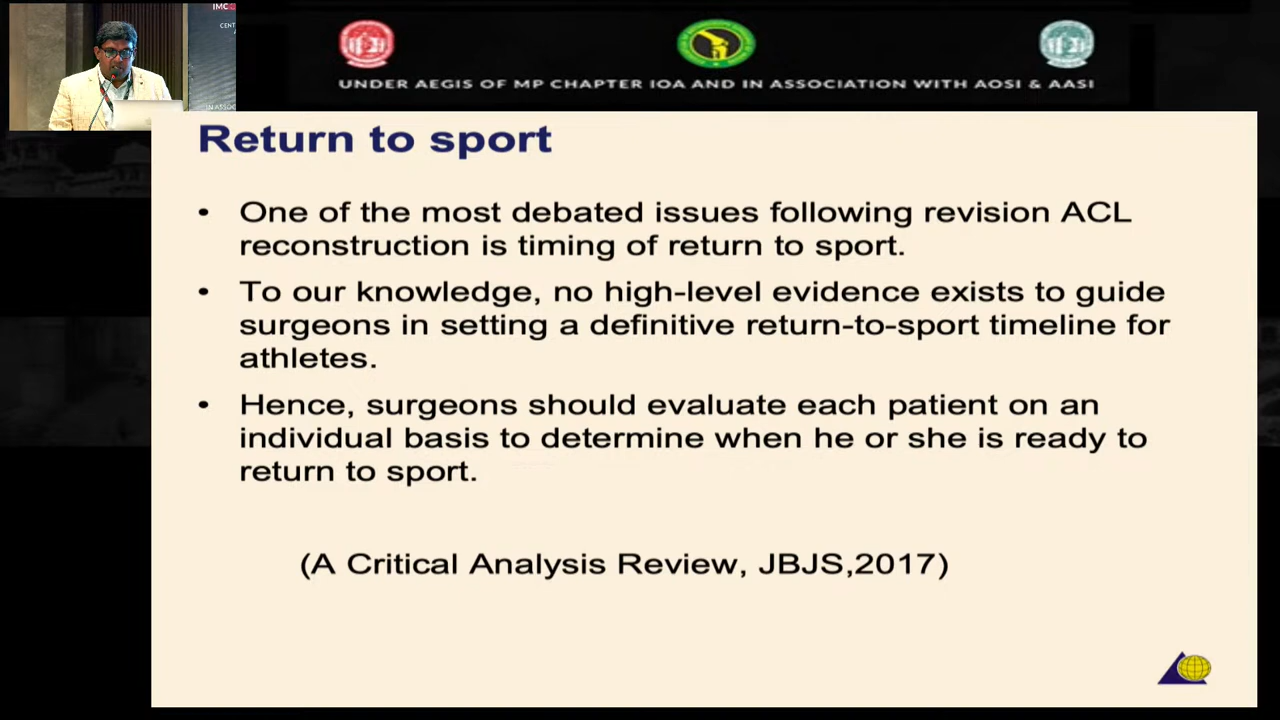 IMC
CENT
IN ASSOC
UNDER AEGIS OF MP CHAPTER IOA AND IN ASSOCIATION WITH AOSI & AASI
Return to sport
• One of the most debated issues following revision ACL
reconstruction is timing of return to sport.
• To our knowledge, no high-level evidence exists to guide
surgeons in setting a definitive return-to-sport timeline for
athletes.
• Hence, surgeons should evaluate each patient on an
individual basis to determine when he or she is ready to
return to sport.
(A Critical Analysis Review, JBJS,2017)